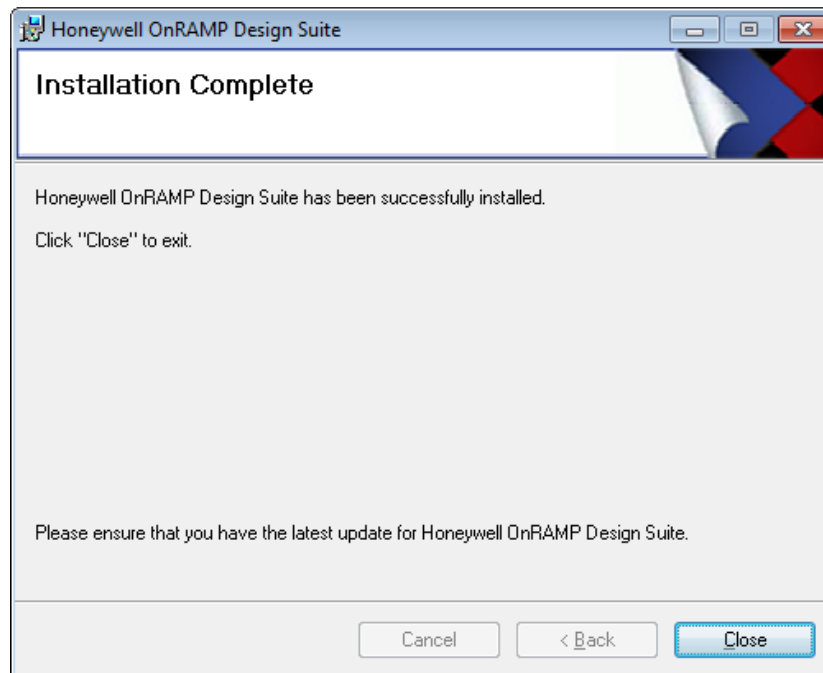 Honeywell OnRAMP Design Suite
Installation Complete
Honeywell OnRAMP Design Suite has been successfully installed.
Click "Close" to exit.
Please ensure that you have the latest update for Honeywell OnRAMP Design Suite.
Cancel
< Back
Close